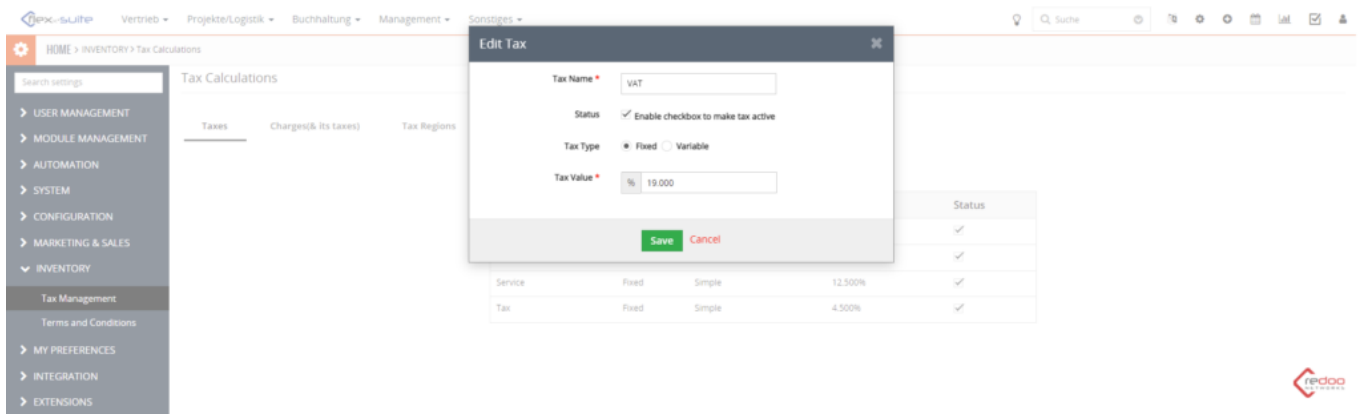 flex-suite Vertrieb Projekte/Logistik Buchhaltung Management Sonstiges Suche
HOME > INVENTORY > Tax Calculations
Edit Tax
Search settings
Tax Calculations
Tax Name * VAT
USER MANAGEMENT
Status Enable checkbox to make tax active
Taxes Charges(& its taxes) Tax Regions
MODULE MANAGEMENT
Tax Type Fixed Variable
AUTOMATION
Tax Value * % 19.000
SYSTEM
Status
CONFIGURATION
MARKETING & SALES
Save Cancel
INVENTORY
Service Fixed Simple 12.500%
Tax Management
Tax Fixed Simple 4.500%
Terms and Conditions
MY PREFERENCES
INTEGRATION
redoo
NETWORKS
EXTENSIONS